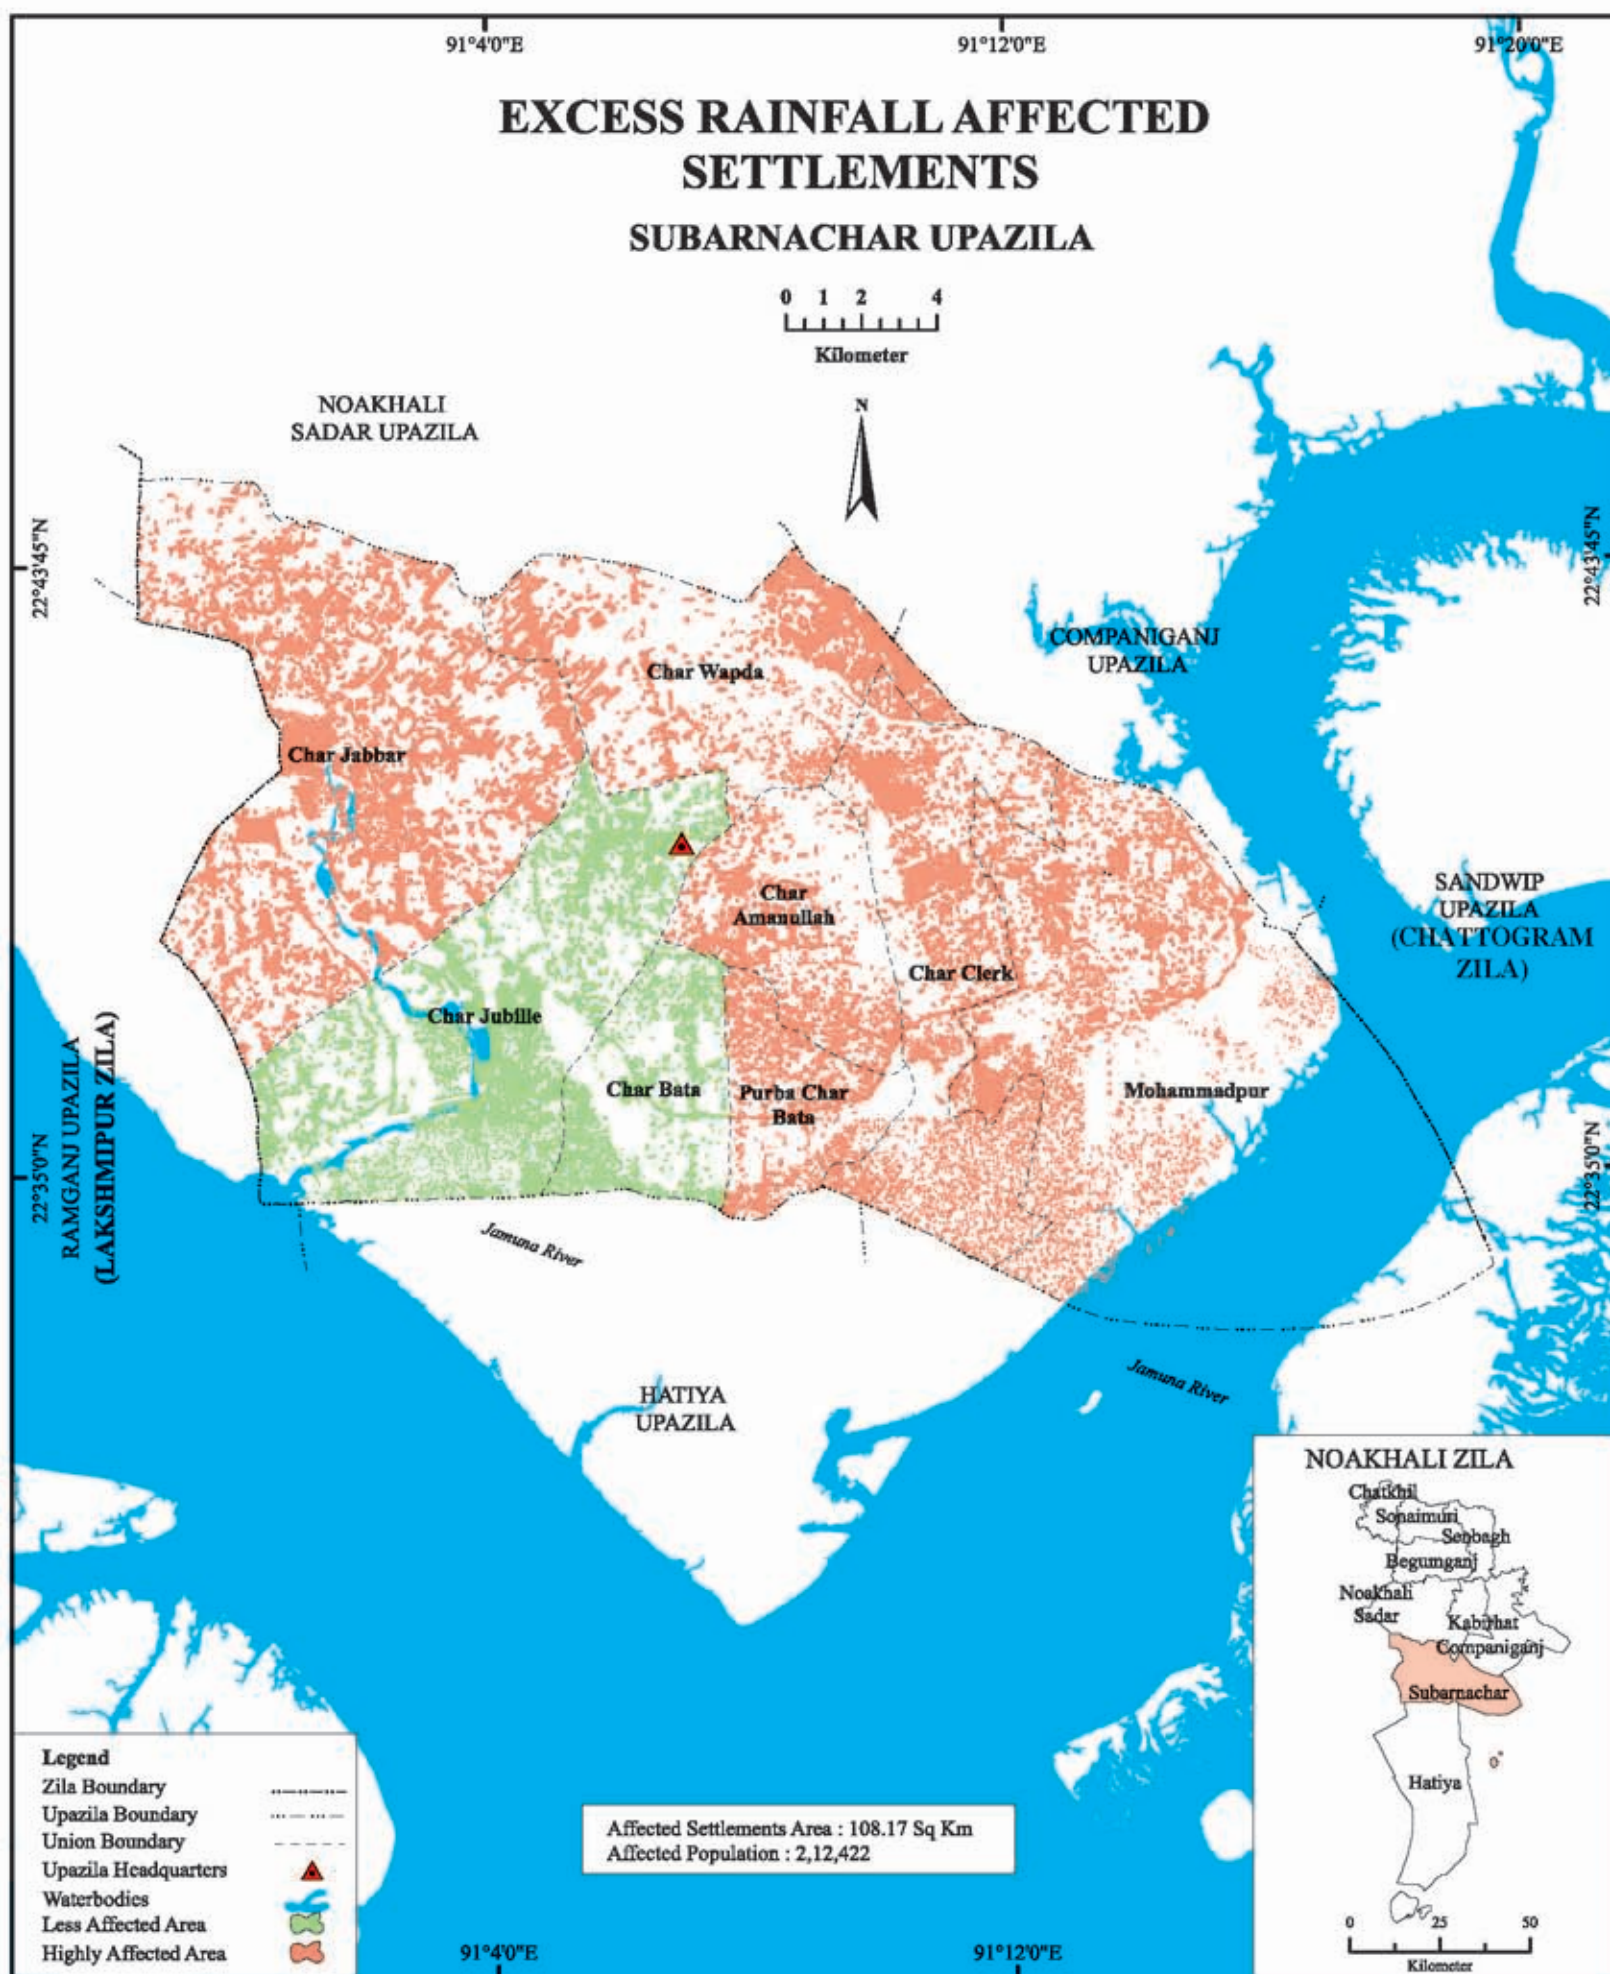 91°4'0"E
91°12'0"E
91°20'0"E
EXCESS RAINFALL AFFECTED
SETTLEMENTS
SUBARNACHAR UPAZILA
0 1 2 4
Kilometer
N
NOAKHALI
SADAR UPAZILA
22°43'45"N
22°43'45"N
COMPANIGANJ
UPAZILA
Char Wapda
Char Jabbar
Char
Amanullah
SANDWIP
UPAZILA
(CHATTOGRAM
ZILA)
Char Clerk
Char Jubille
Char Bata
Purba Char
Bata
Mohammadpur
RAMGANJ UPAZILA
(LAKSHMIPUR ZILA)
22°35'0"N
22°35'0"N
Jamuna River
Jamuna River
HATIYA
UPAZILA
NOAKHALI ZILA
Chatkhil
Sonaimuri
Senbagh
Begumganj
Noakhali
Sadar
Kabirhat
Companiganj
Subarnachar
Hatiya
0 25 50
Kilometer
Legend
Zila Boundary
Upazila Boundary
Union Boundary
Upazila Headquarters
Waterbodies
Less Affected Area
Highly Affected Area
Affected Settlements Area : 108.17 Sq Km
Affected Population : 2,12,422
91°4'0"E
91°12'0"E